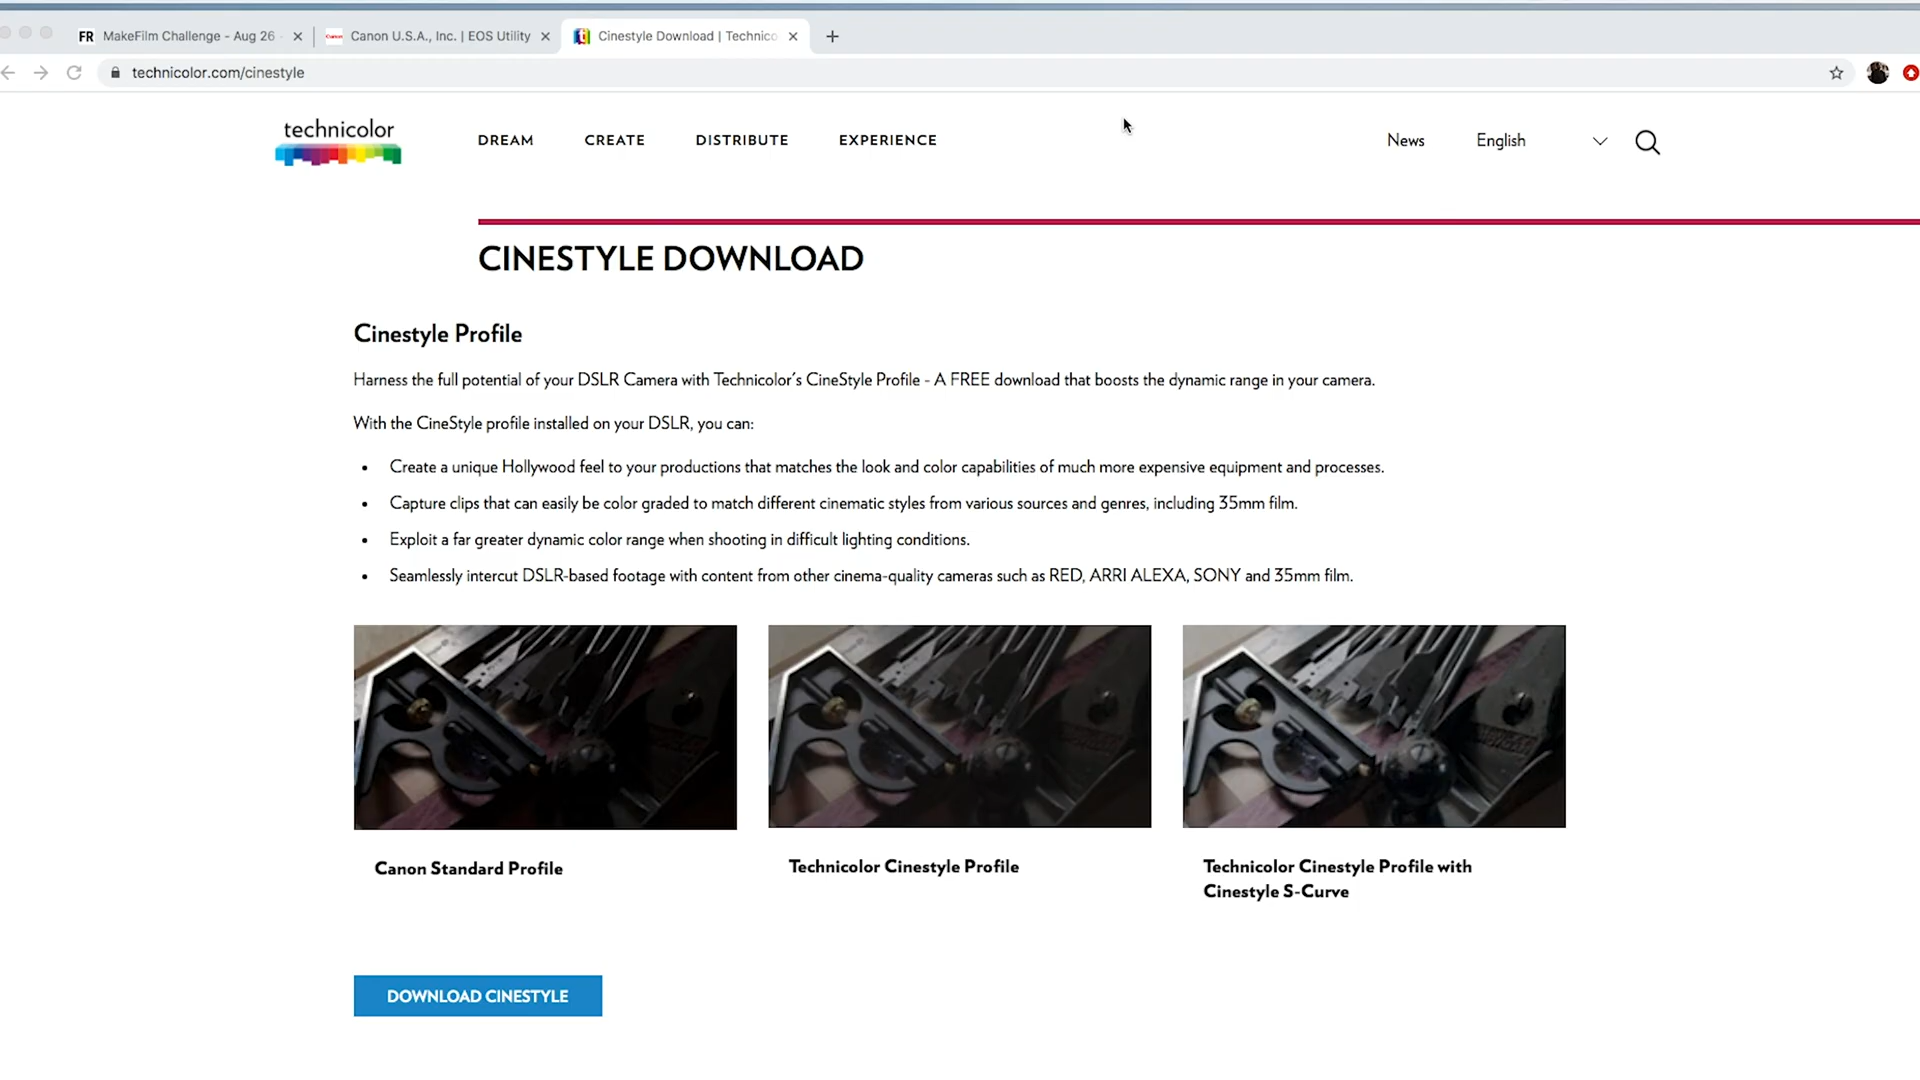 FR MakeFilm Challenge - Aug 26 -
Canon Canon U.S.A., Inc. | EOS Utility
Cinestyle Download | Technico
technicolor.com/cinestyle
technicolor
DREAM
CREATE
DISTRIBUTE
EXPERIENCE
News
English
CINESTYLE DOWNLOAD
Cinestyle Profile
Harness the full potential of your DSLR Camera with Technicolor's CineStyle Profile - A FREE download that boosts the dynamic range in your camera.
With the CineStyle profile installed on your DSLR, you can:
• Create a unique Hollywood feel to your productions that matches the look and color capabilities of much more expensive equipment and processes.
• Capture clips that can easily be color graded to match different cinematic styles from various sources and genres, including 35mm film.
• Exploit a far greater dynamic color range when shooting in difficult lighting conditions.
• Seamlessly intercut DSLR-based footage with content from other cinema-quality cameras such as RED, ARRI ALEXA, SONY and 35mm film.
Canon Standard Profile
Technicolor Cinestyle Profile
Technicolor Cinestyle Profile with
Cinestyle S-Curve
DOWNLOAD CINESTYLE